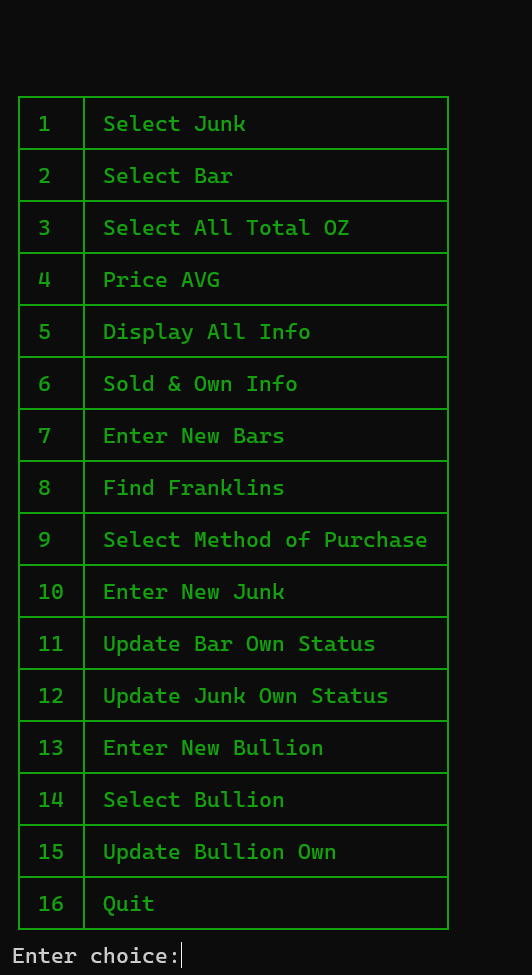 1 Select Junk
2 Select Bar
3 Select All Total OZ
4 Price AVG
5 Display All Info
6 Sold & Own Info
7 Enter New Bars
8 Find Franklins
9 Select Method of Purchase
10 Enter New Junk
11 Update Bar Own Status
12 Update Junk Own Status
13 Enter New Bullion
14 Select Bullion
15 Update Bullion Own
16 Quit
Enter choice: